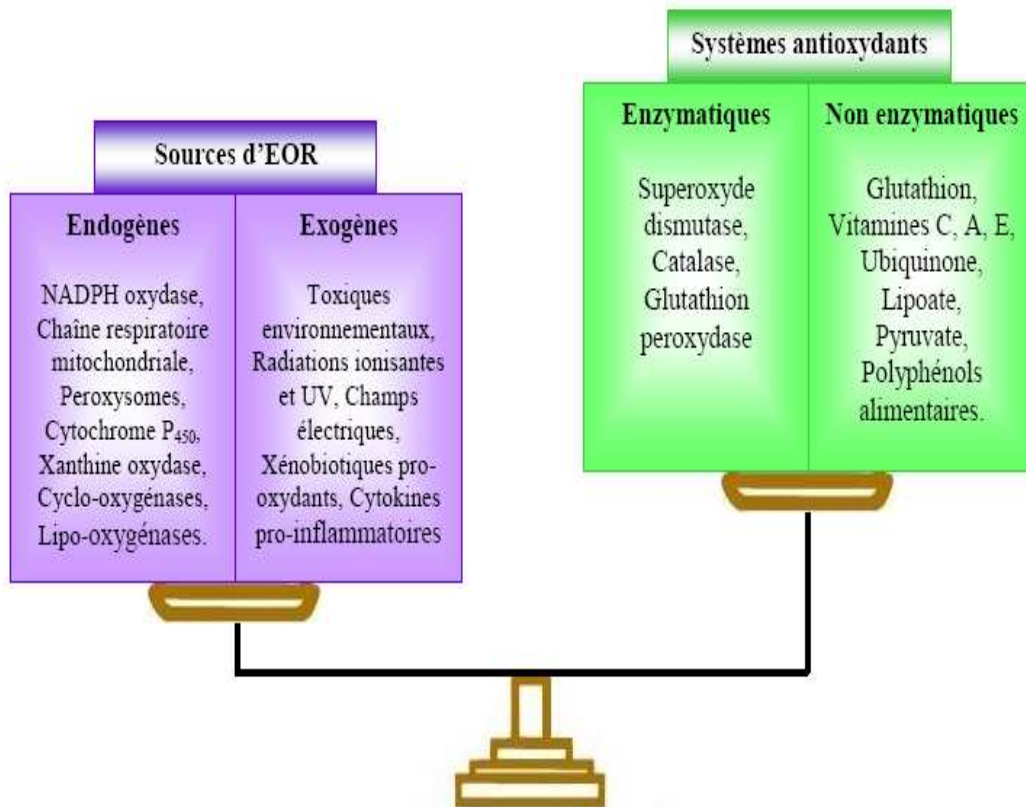 Systèmes antioxydants
Enzymatiques
Superoxyde
dismutase,
Catalase,
Glutathion
peroxydase
Non enzymatiques
Glutathion,
Vitamines C, A, E,
Ubiquinone,
Lipoate,
Pyruvate,
Polyphénols
alimentaires.
Sources d’EOR
Endogènes
NADPH oxydase,
Chaîne respiratoire
mitochondriale,
Peroxysomes,
Cytochrome P450,
Xanthine oxydase,
Cyclo-oxygénases,
Lipo-oxygénases.
Exogènes
Toxiques
environnementaux,
Radiations ionisantes
et UV, Champs
électriques,
Xénobiotiques pro-
oxydants, Cytokines
pro-inflammatoires